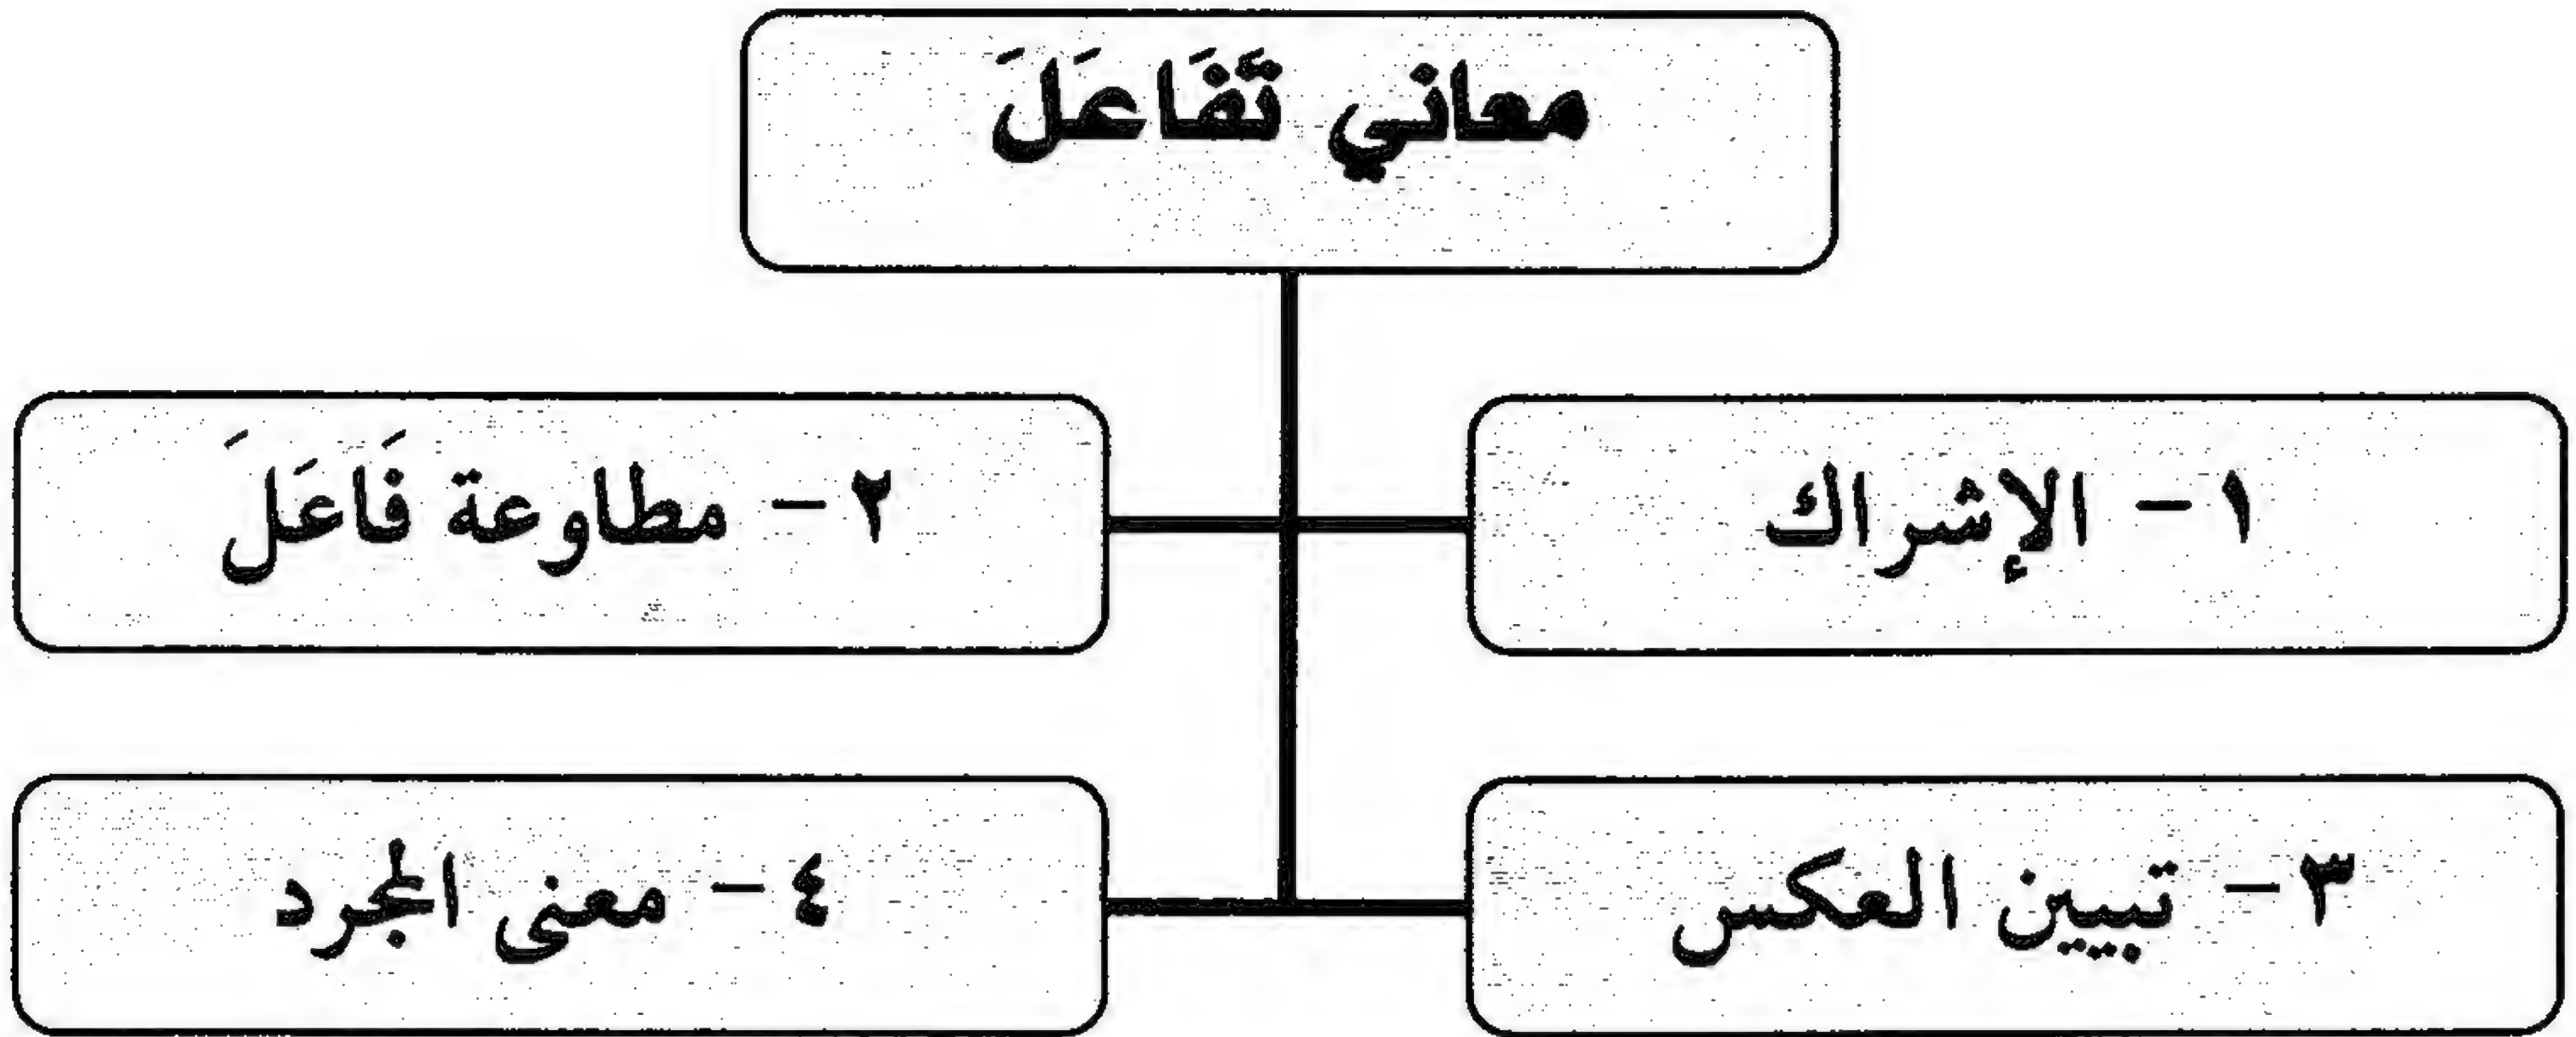 معاني تَفَاعَلَ
١ - الإشراك
٢ - مطاوعة فَاعَلَ
٣ - تبيين العكس
٤ - معنى المجرد